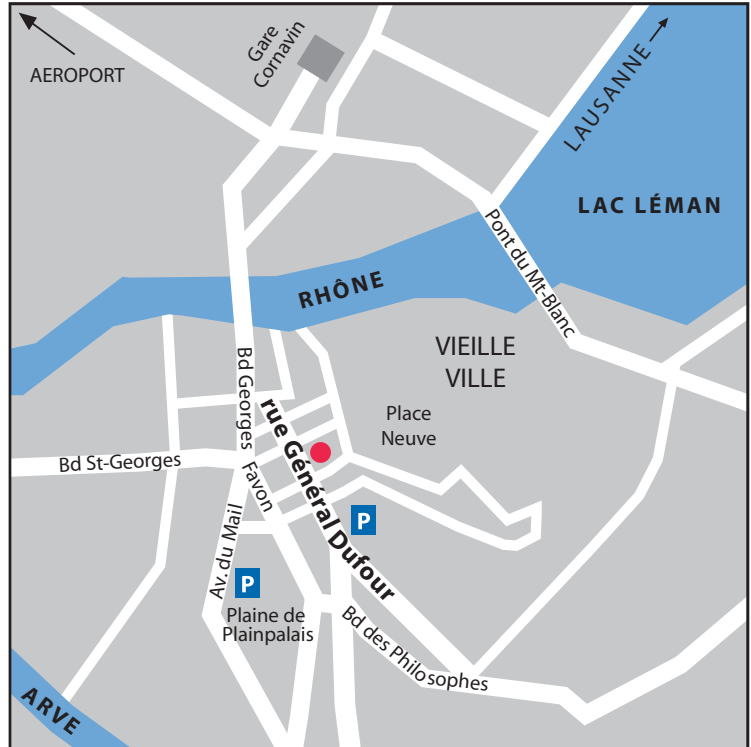 Gare
Cornavin
AEROPORT
LAUSANNE
LAC LÉMAN
Pont du Mt-Blanc
RHÔNE
VIEILLE
VILLE
Bd Georges
Favon
rue Général Dufour
Place
Neuve
Bd St-Georges
P
Av. du Mail
P
Plaine de
Plainpalais
Bd des Philosophes
ARVE